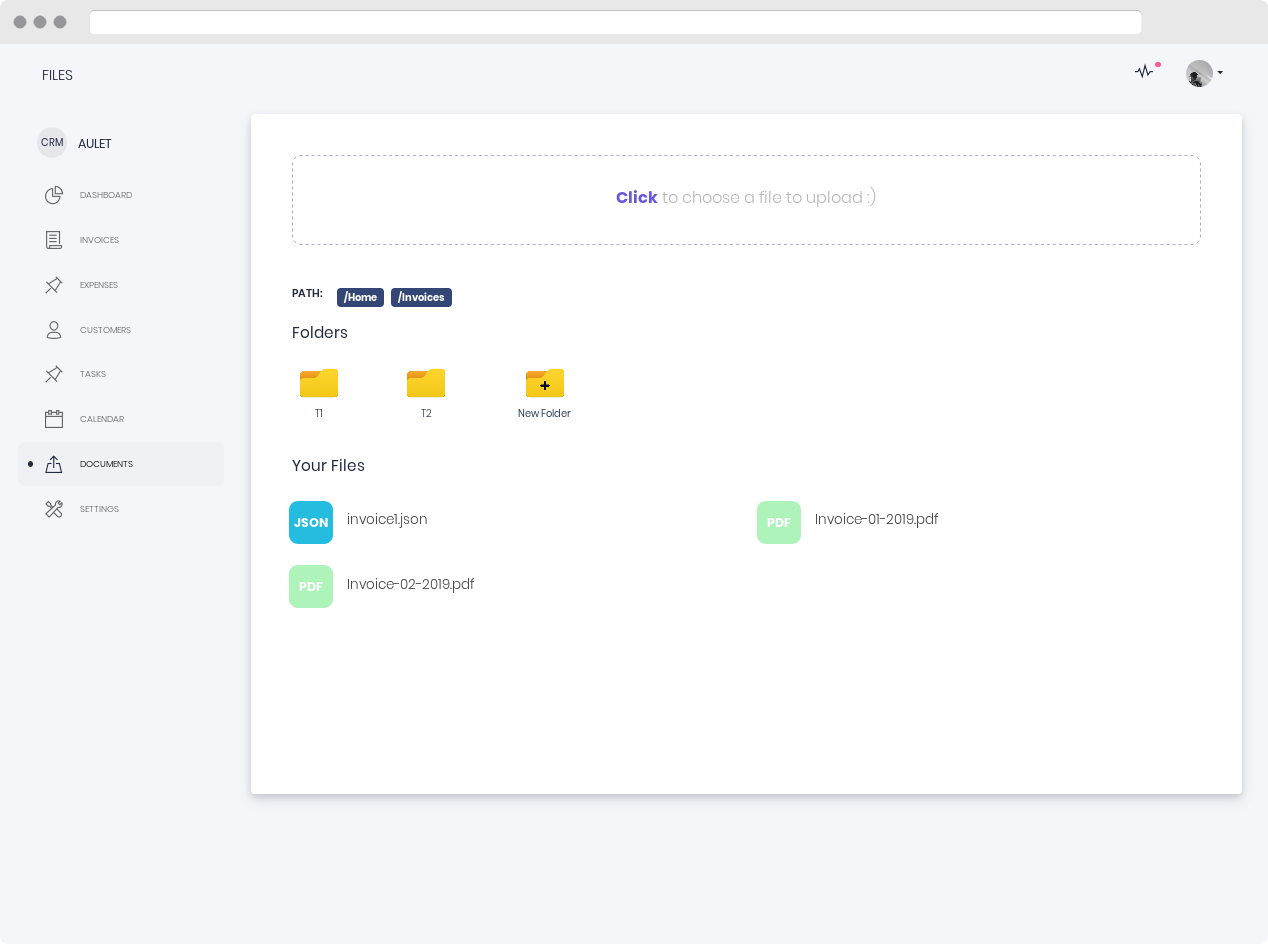 FILES
CRM AULET
DASHBOARD
INVOICES
EXPENSES
CUSTOMERS
TASKS
CALENDAR
DOCUMENTS
SETTINGS
Click to choose a file to upload :)
PATH: /Home /Invoices
Folders
T1 T2 New Folder
Your Files
JSON invoice1.json
PDF Invoice-01-2019.pdf
PDF Invoice-02-2019.pdf